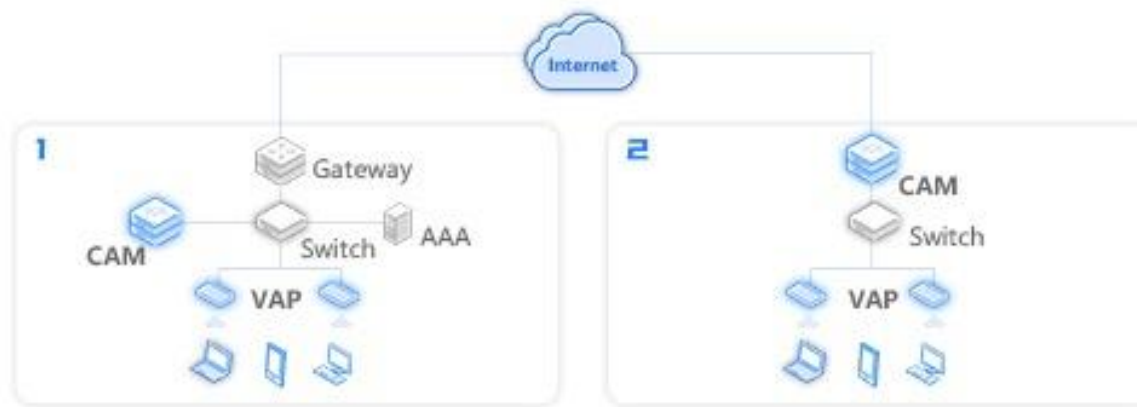 Internet
1
Gateway
CAM
Switch
AAA
VAP
2
CAM
Switch
VAP